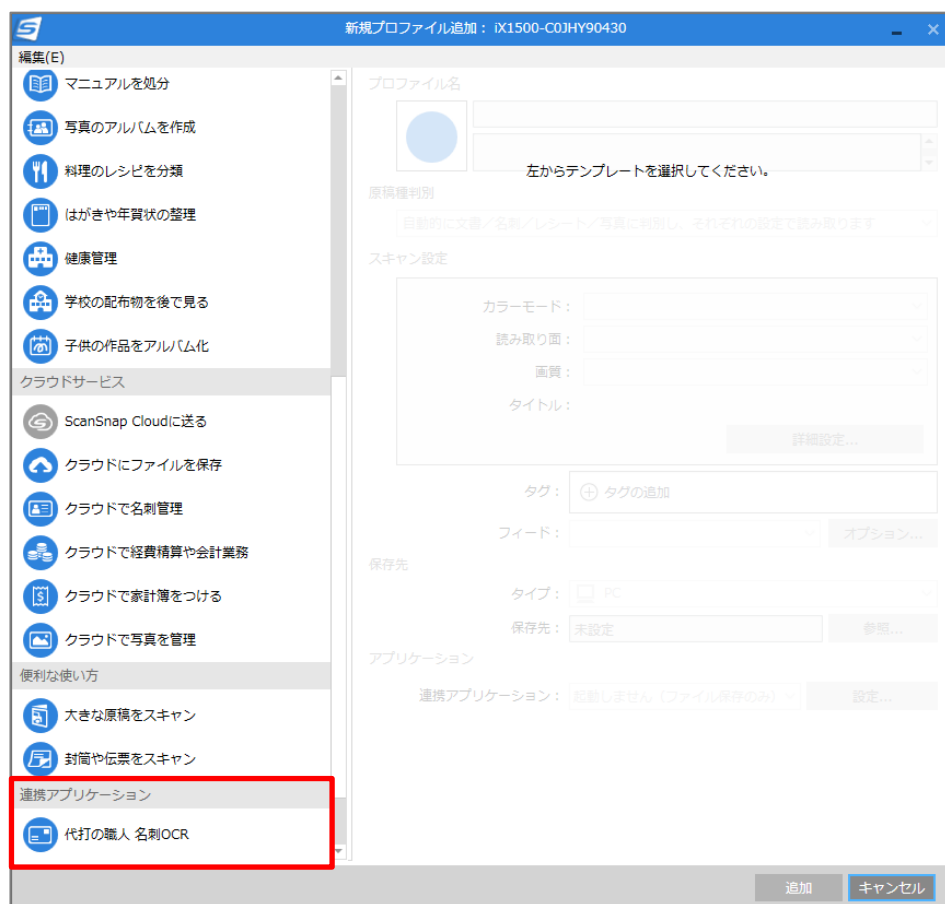 新規プロファイル追加： iX1500-C0JHY90430
編集(E)
マニュアルを処分
写真のアルバムを作成
料理のレシピを分類
はがきや年賀状の整理
健康管理
学校の配布物を後で見る
子供の作品をアルバム化
クラウドサービス
ScanSnap Cloudに送る
クラウドにファイルを保存
クラウドで名刺管理
クラウドで経費精算や会計業務
クラウドで家計簿をつける
クラウドで写真を管理
便利な使い方
大きな原稿をスキャン
封筒や伝票をスキャン
連携アプリケーション
代打の職人 名刺OCR
プロファイル名
左からテンプレートを選択してください。
原稿種判別
自動的に文書／名刺／レシート／写真に判別し、それぞれの設定で読み取ります
スキャン設定
カラーモード：
読み取り面：
画質：
タイトル：
詳細設定...
タグ： タグの追加
フィード： オプション...
保存先
タイプ： PC
保存先： 未設定 参照...
アプリケーション
連携アプリケーション： 起動しません（ファイル保存のみ） 設定...
追加 キャンセル